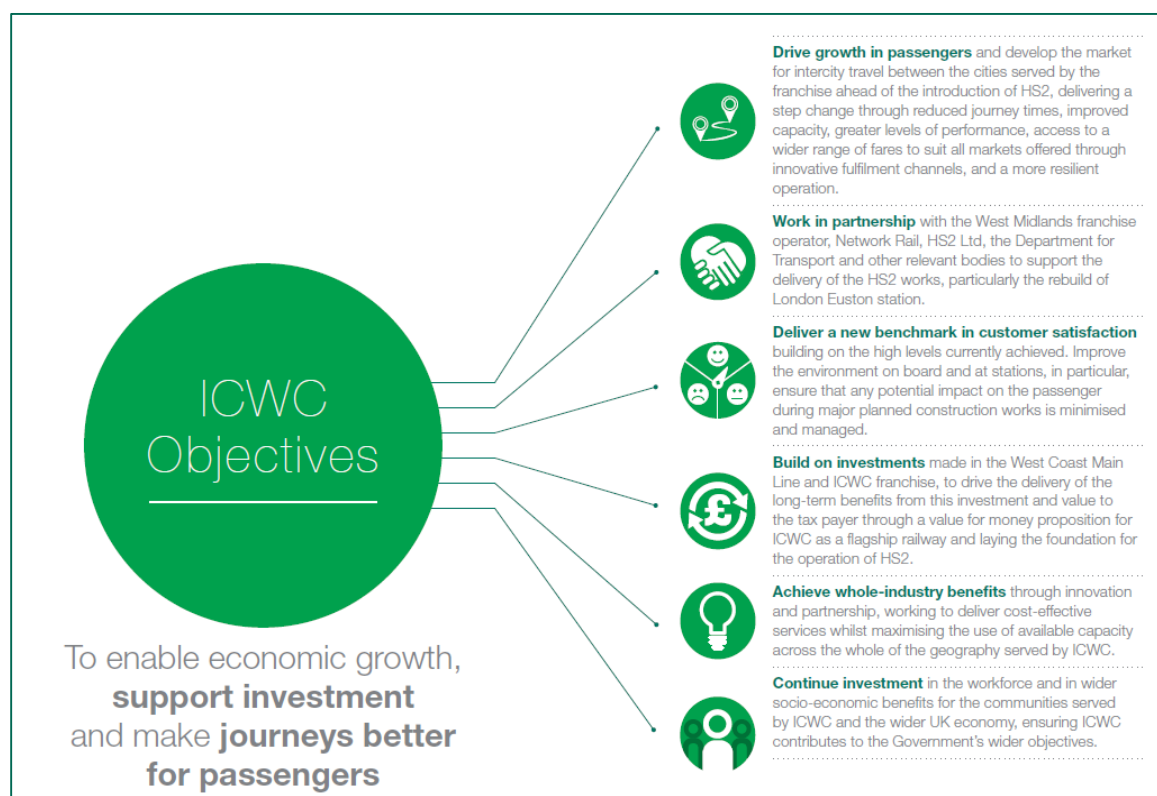 ICWC
Objectives
To enable economic growth,
support investment
and make journeys better
for passengers
Drive growth in passengers and develop the market
for intercity travel between the cities served by the
franchise ahead of the introduction of HS2, delivering a
step change through reduced journey times, improved
capacity, greater levels of performance, access to a
wider range of fares to suit all markets offered through
innovative fulfilment channels, and a more resilient
operation.
Work in partnership with the West Midlands franchise
operator, Network Rail, HS2 Ltd, the Department for
Transport and other relevant bodies to support the
delivery of the HS2 works, particularly the rebuild of
London Euston station.
Deliver a new benchmark in customer satisfaction
building on the high levels currently achieved. Improve
the environment on board and at stations, in particular,
ensure that any potential impact on the passenger
during major planned construction works is minimised
and managed.
£
Build on investments made in the West Coast Main
Line and ICWC franchise, to drive the delivery of the
long-term benefits from this investment and value to
the tax payer through a value for money proposition for
ICWC as a flagship railway and laying the foundation for
the operation of HS2.
Achieve whole-industry benefits through innovation
and partnership, working to deliver cost-effective
services whilst maximising the use of available capacity
across the whole of the geography served by ICWC.
Continue investment in the workforce and in wider
socio-economic benefits for the communities served
by ICWC and the wider UK economy, ensuring ICWC
contributes to the Government's wider objectives.